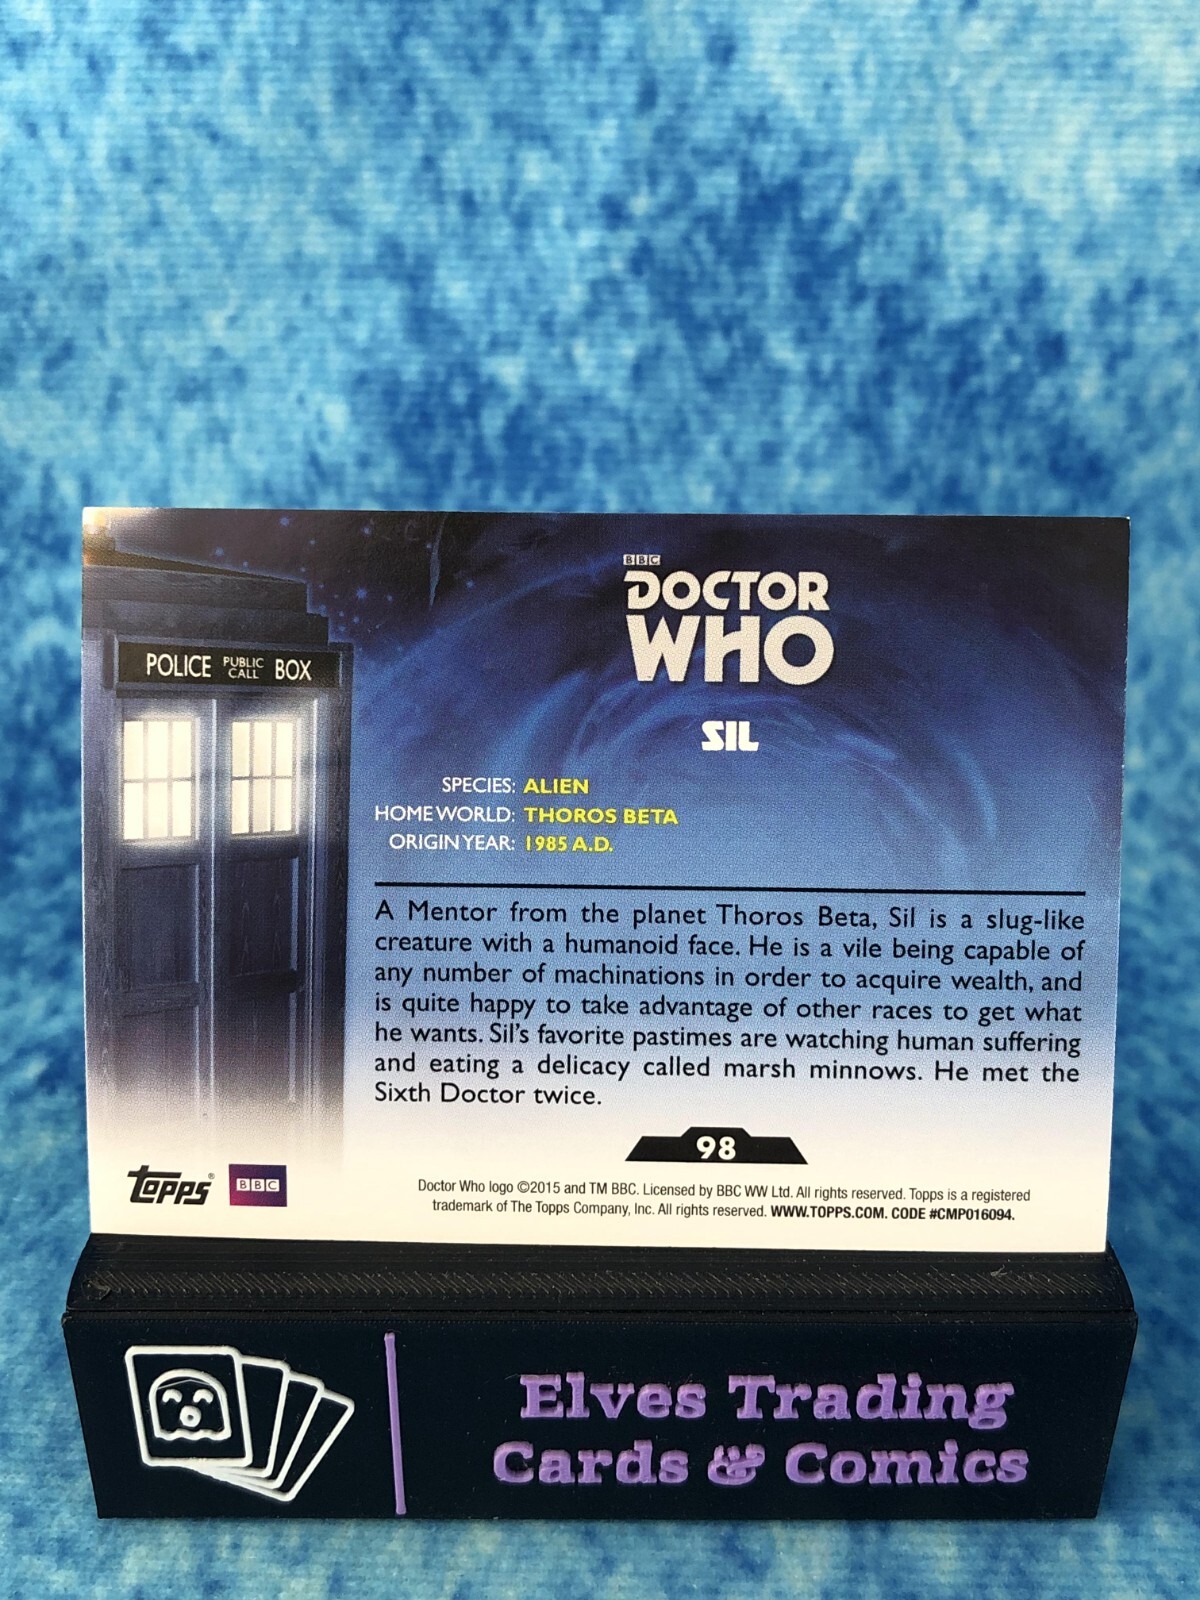 BBC
DOCTOR
WHO
POLICE PUBLIC CALL BOX
SIL
SPECIES: ALIEN
HOMEWORLD: THOROS BETA
ORIGIN YEAR: 1985 A.D.
A Mentor from the planet Thoros Beta, Sil is a slug-like
creature with a humanoid face. He is a vile being capable of
any number of machinations in order to acquire wealth, and
is quite happy to take advantage of other races to get what
he wants. Sil's favorite pastimes are watching human suffering
and eating a delicacy called marsh minnows. He met the
Sixth Doctor twice.
98
Topps® BBC
Doctor Who logo ©2015 and TM BBC. Licensed by BBC WW Ltd. All rights reserved. Topps is a registered
trademark of The Topps Company, Inc. All rights reserved. WWW.TOPPS.COM. CODE #CMP016094.
Elves Trading
Cards & Comics